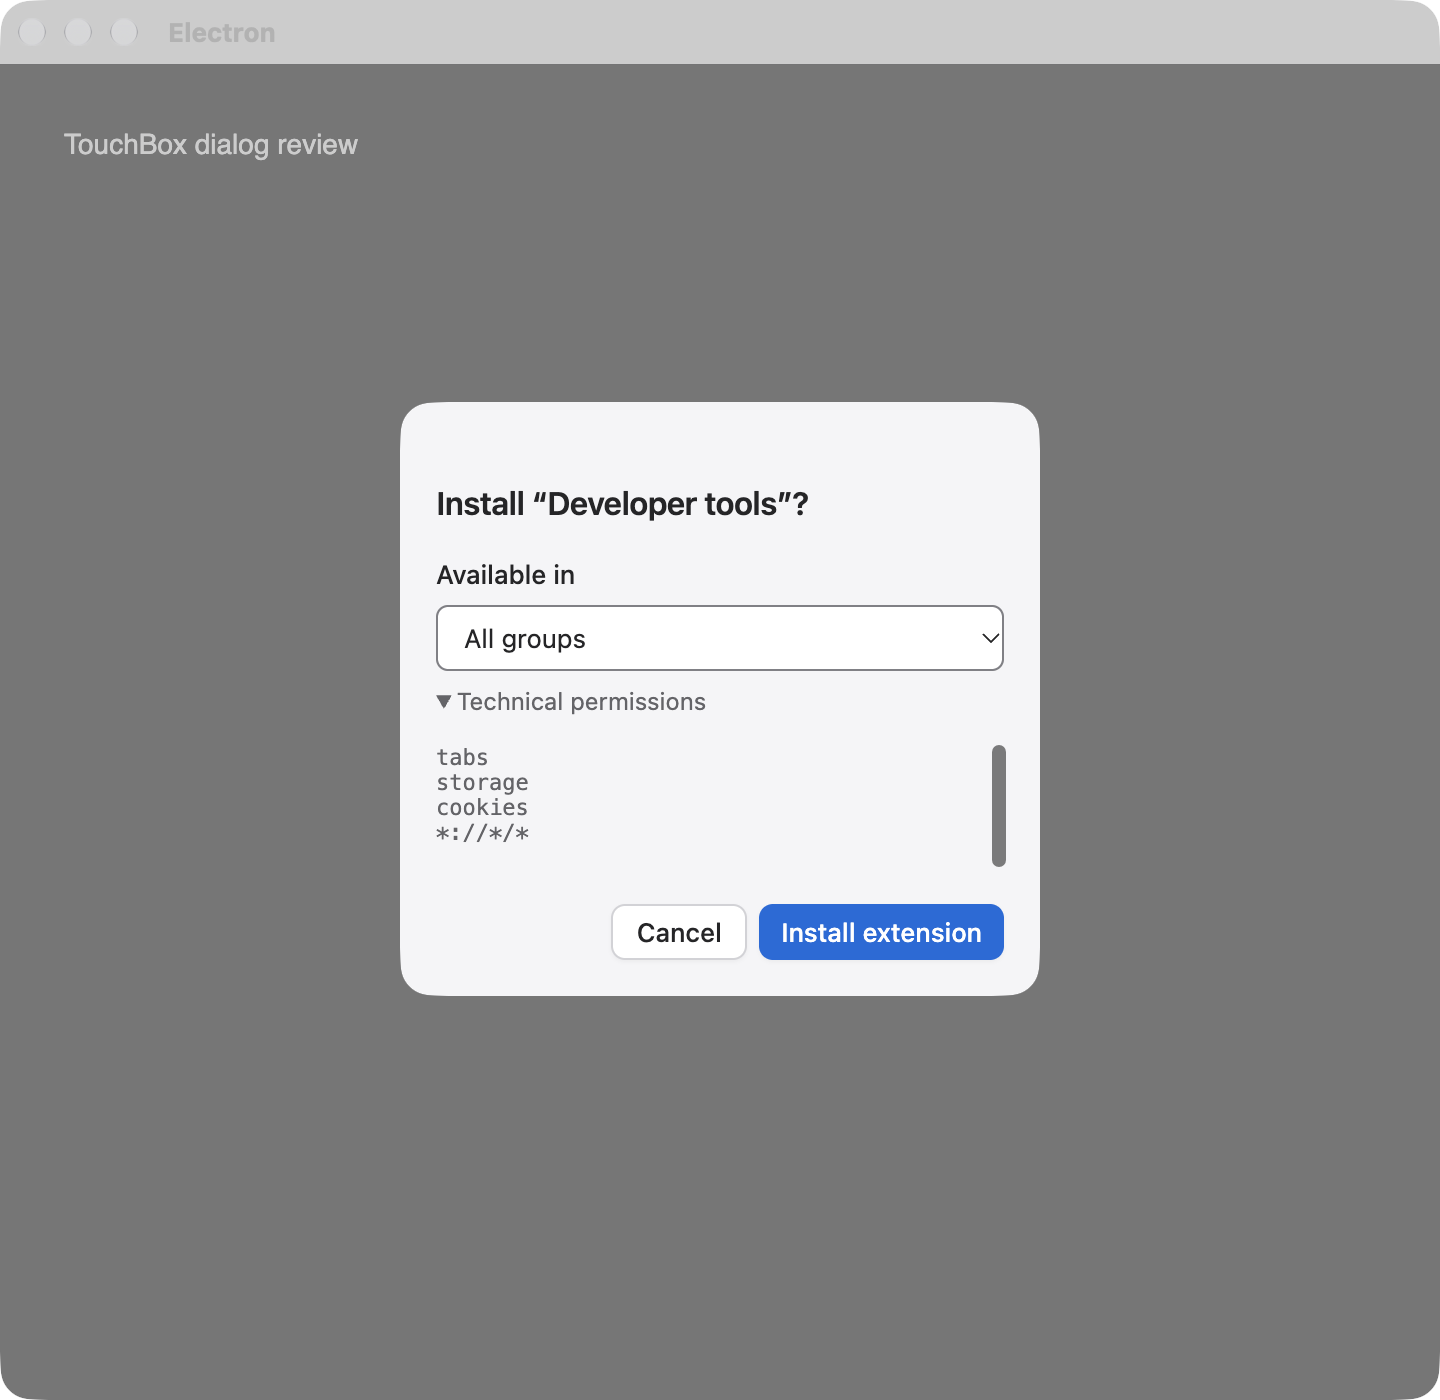 Electron
TouchBox dialog review
Install “Developer tools”?
Available in
All groups
Technical permissions
tabs
storage
cookies
*://*/*
Cancel
Install extension